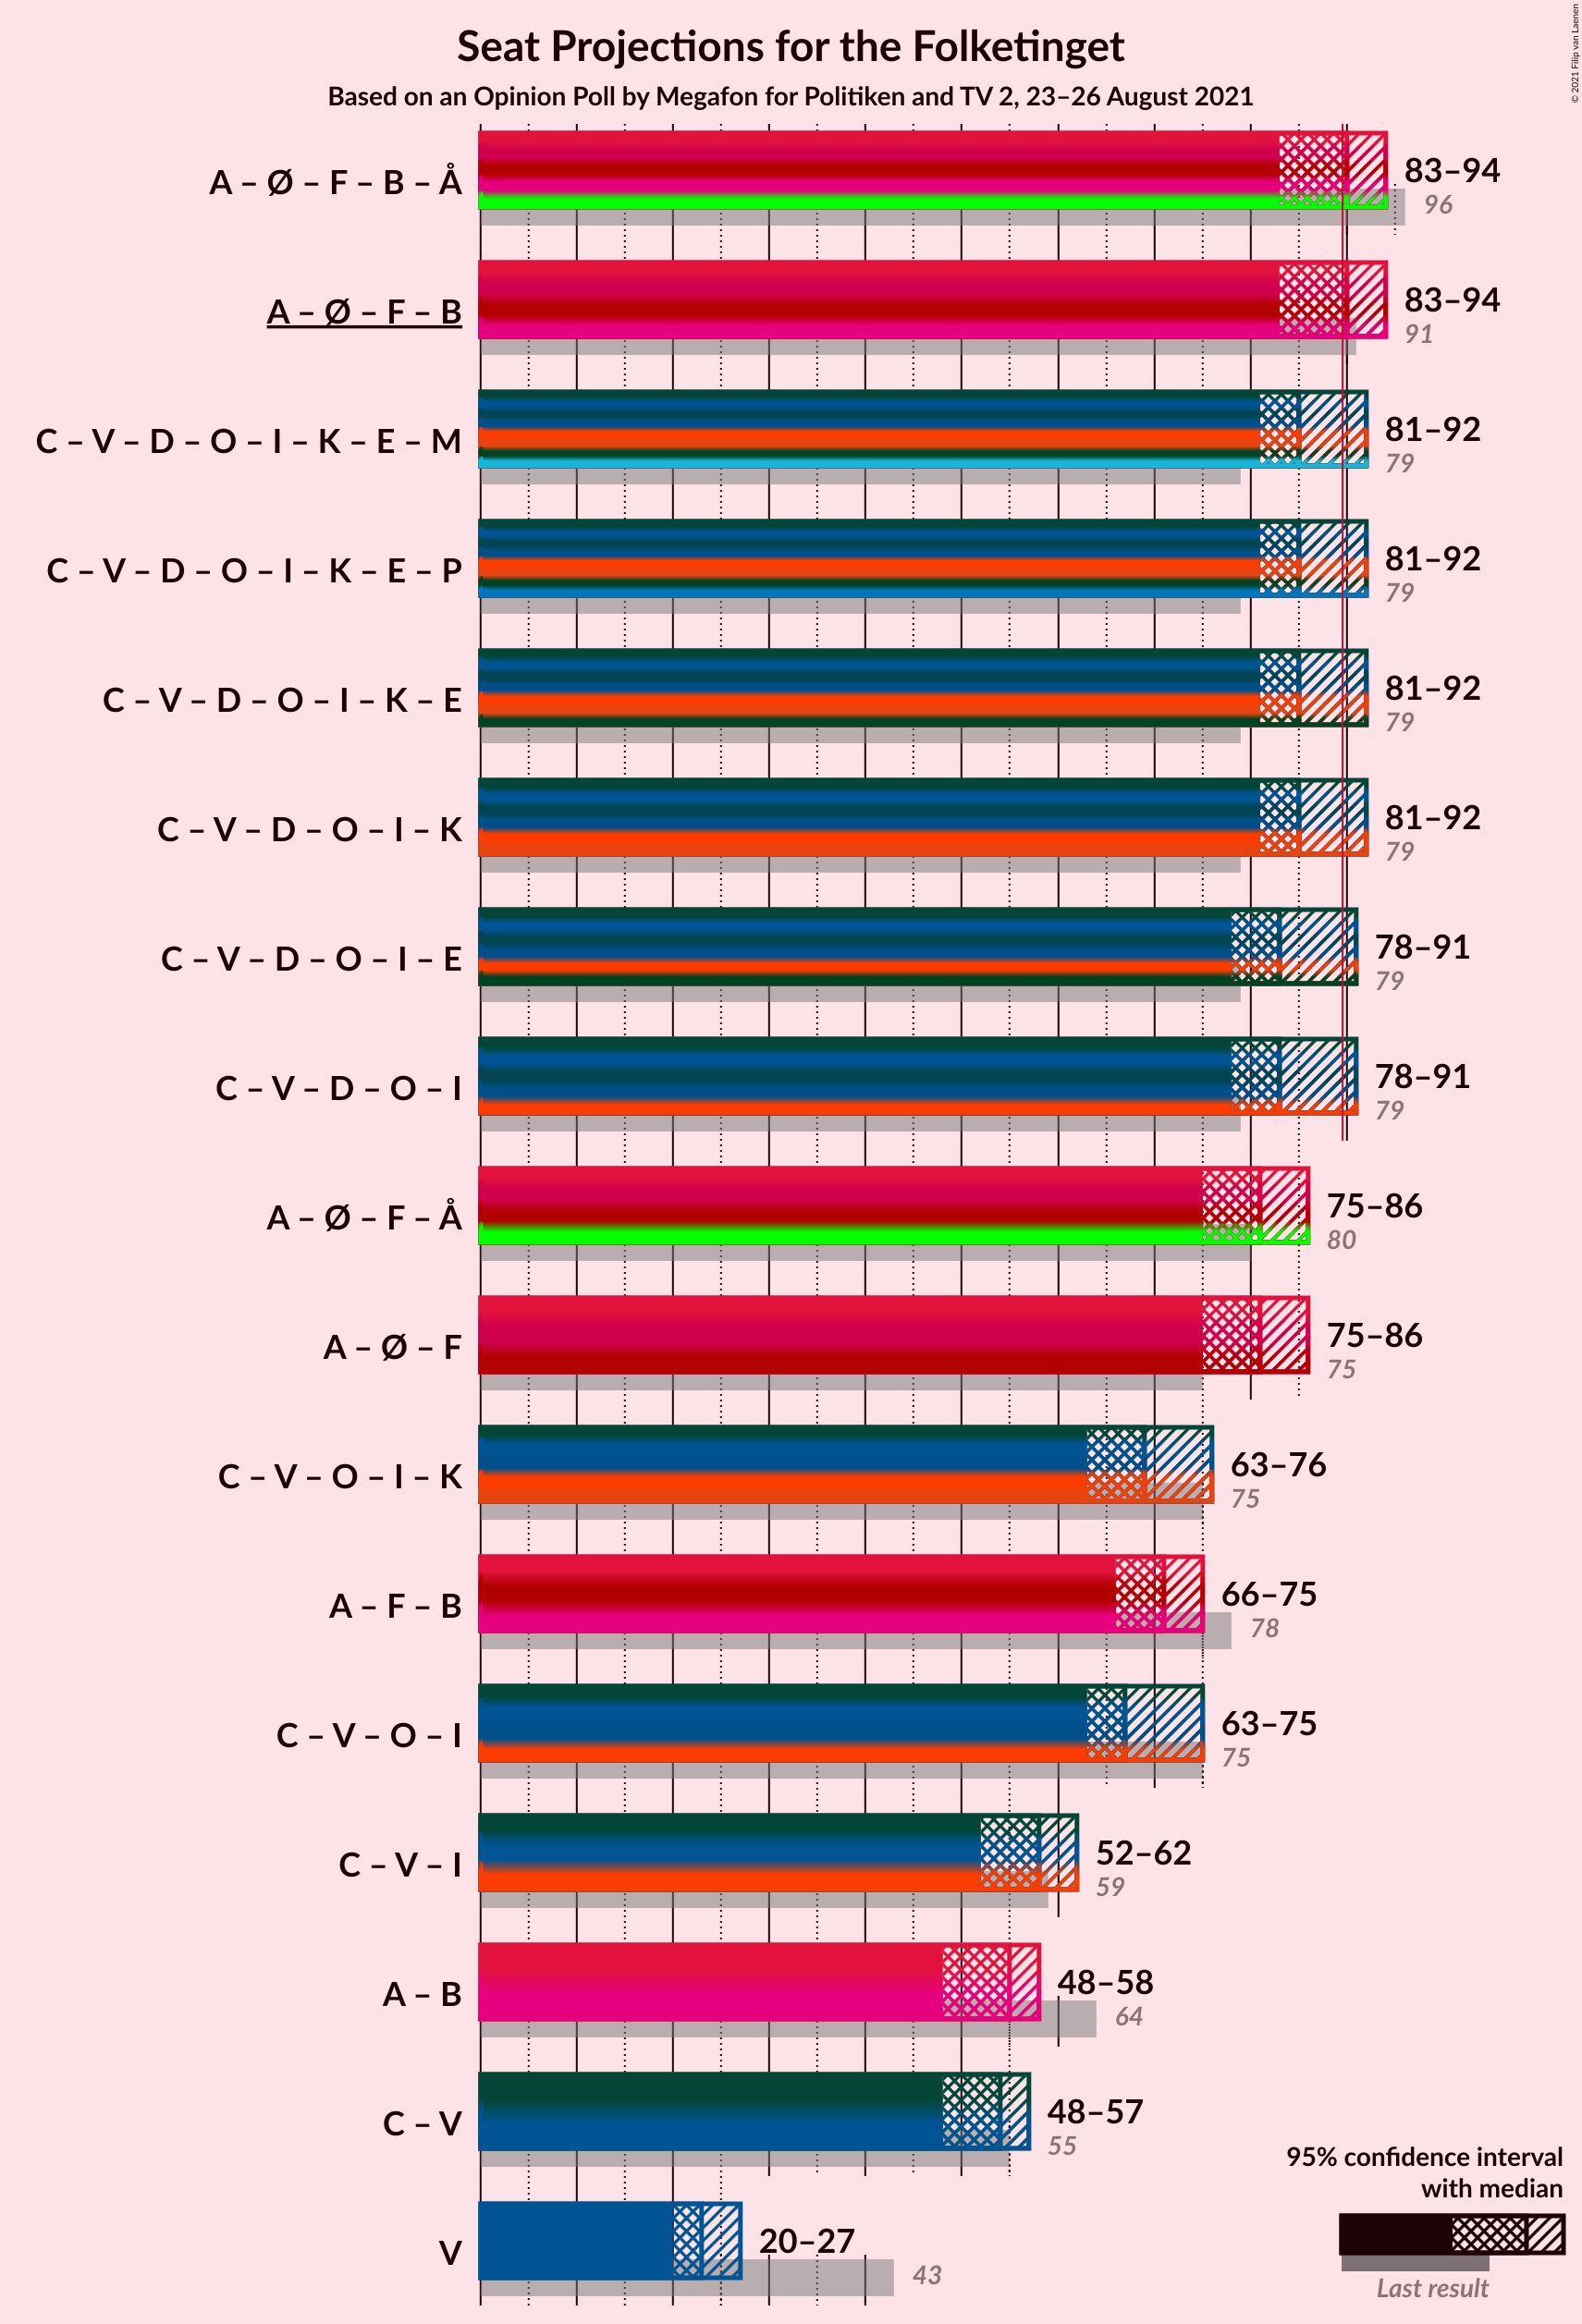 Seat Projections for the Folketinget
Based on an Opinion Poll by Megafon for Politiken and TV 2, 23–26 August 2021
© 2021 Filip van Laenen
A – Ø – F – B – Å
83–94
96
A – Ø – F – B
83–94
91
C – V – D – O – I – K – E – M
81–92
79
C – V – D – O – I – K – E – P
81–92
79
C – V – D – O – I – K – E
81–92
79
C – V – D – O – I – K
81–92
79
C – V – D – O – I – E
78–91
79
C – V – D – O – I
78–91
79
A – Ø – F – Å
75–86
80
A – Ø – F
75–86
75
C – V – O – I – K
63–76
75
A – F – B
66–75
78
C – V – O – I
63–75
75
C – V – I
52–62
59
A – B
48–58
64
C – V
48–57
55
V
20–27
43
95% confidence interval
with median
Last result